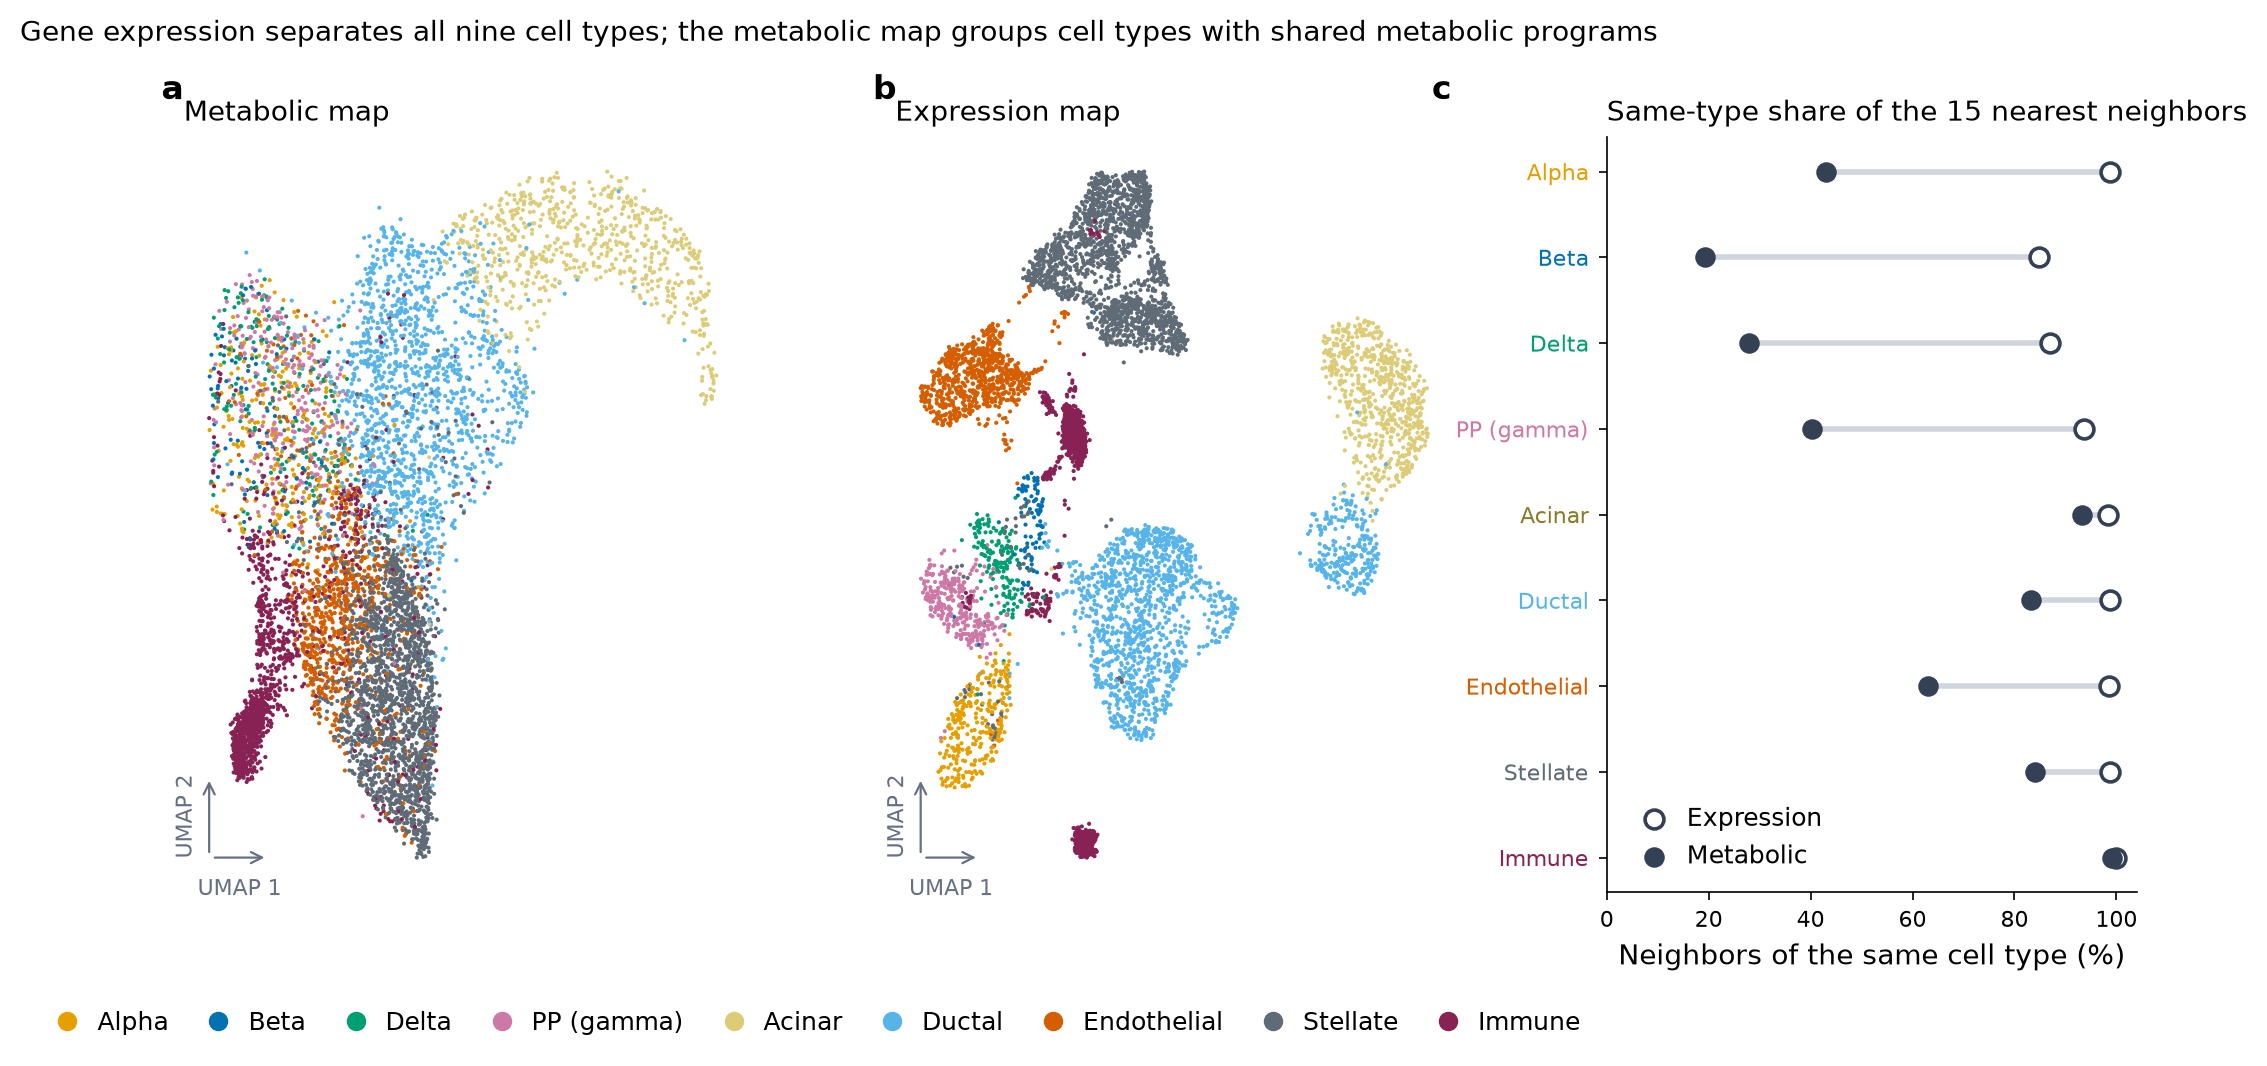 Gene expression separates all nine cell types; the metabolic map groups cell types with shared metabolic programs
a
Metabolic map
UMAP 2
UMAP 1
b
Expression map
UMAP 2
UMAP 1
c
Same-type share of the 15 nearest neighbors
Alpha
Beta
Delta
PP (gamma)
Acinar
Ductal
Endothelial
Stellate
Immune
Expression
Metabolic
0 20 40 60 80 100
Neighbors of the same cell type (%)
Alpha Beta Delta PP (gamma) Acinar Ductal Endothelial Stellate Immune